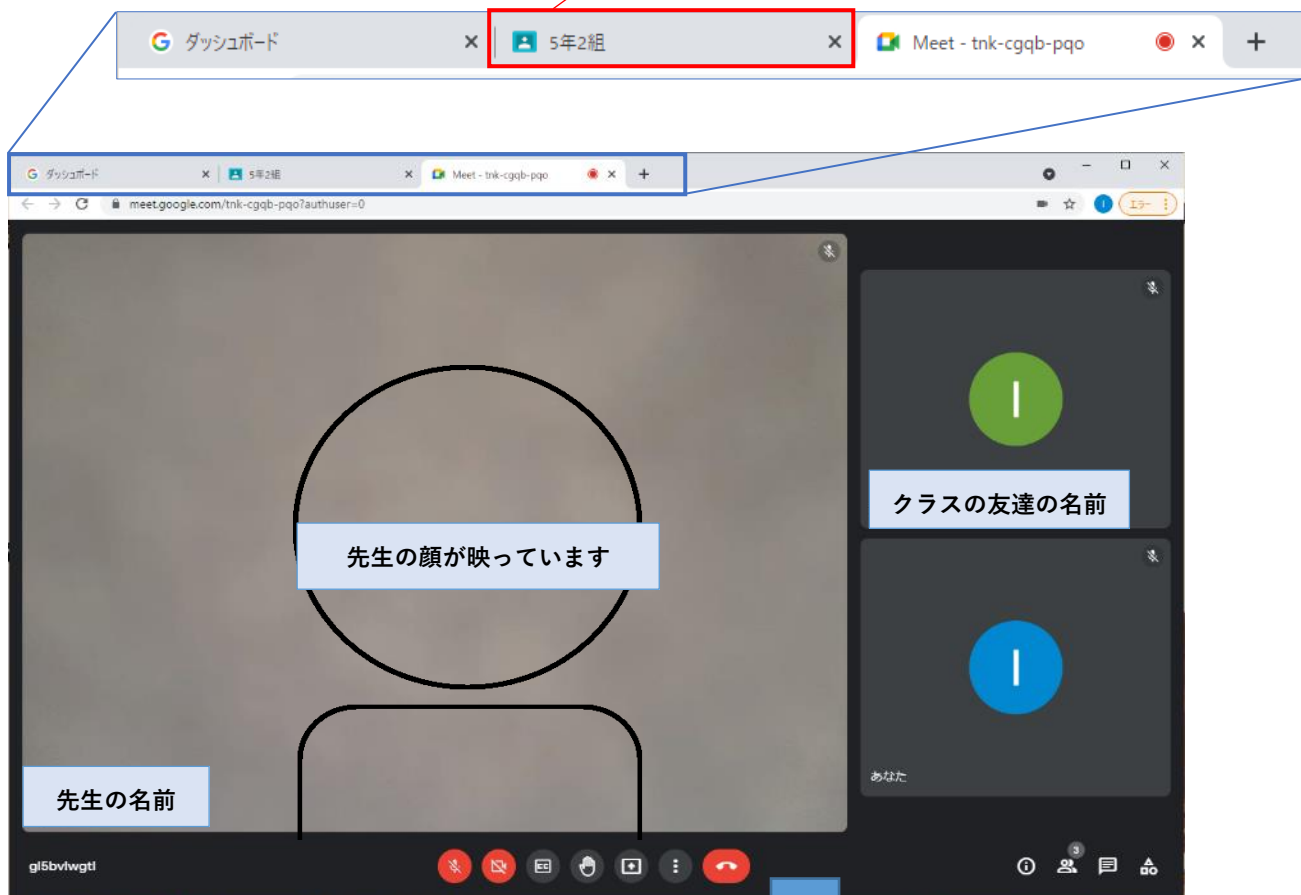 ダッシュボード
5年2組
Meet - tnk-cgqb-pqo
ダッシュボード
5年2組
Meet - tnk-cgqb-pqo
meet.google.com/tnk-cgqb-pqo?authuser=0
I
エラー
I
クラスの友達の名前
先生の顔が映っています
I
あなた
先生の名前
gl5bvlwgtl
CC
3